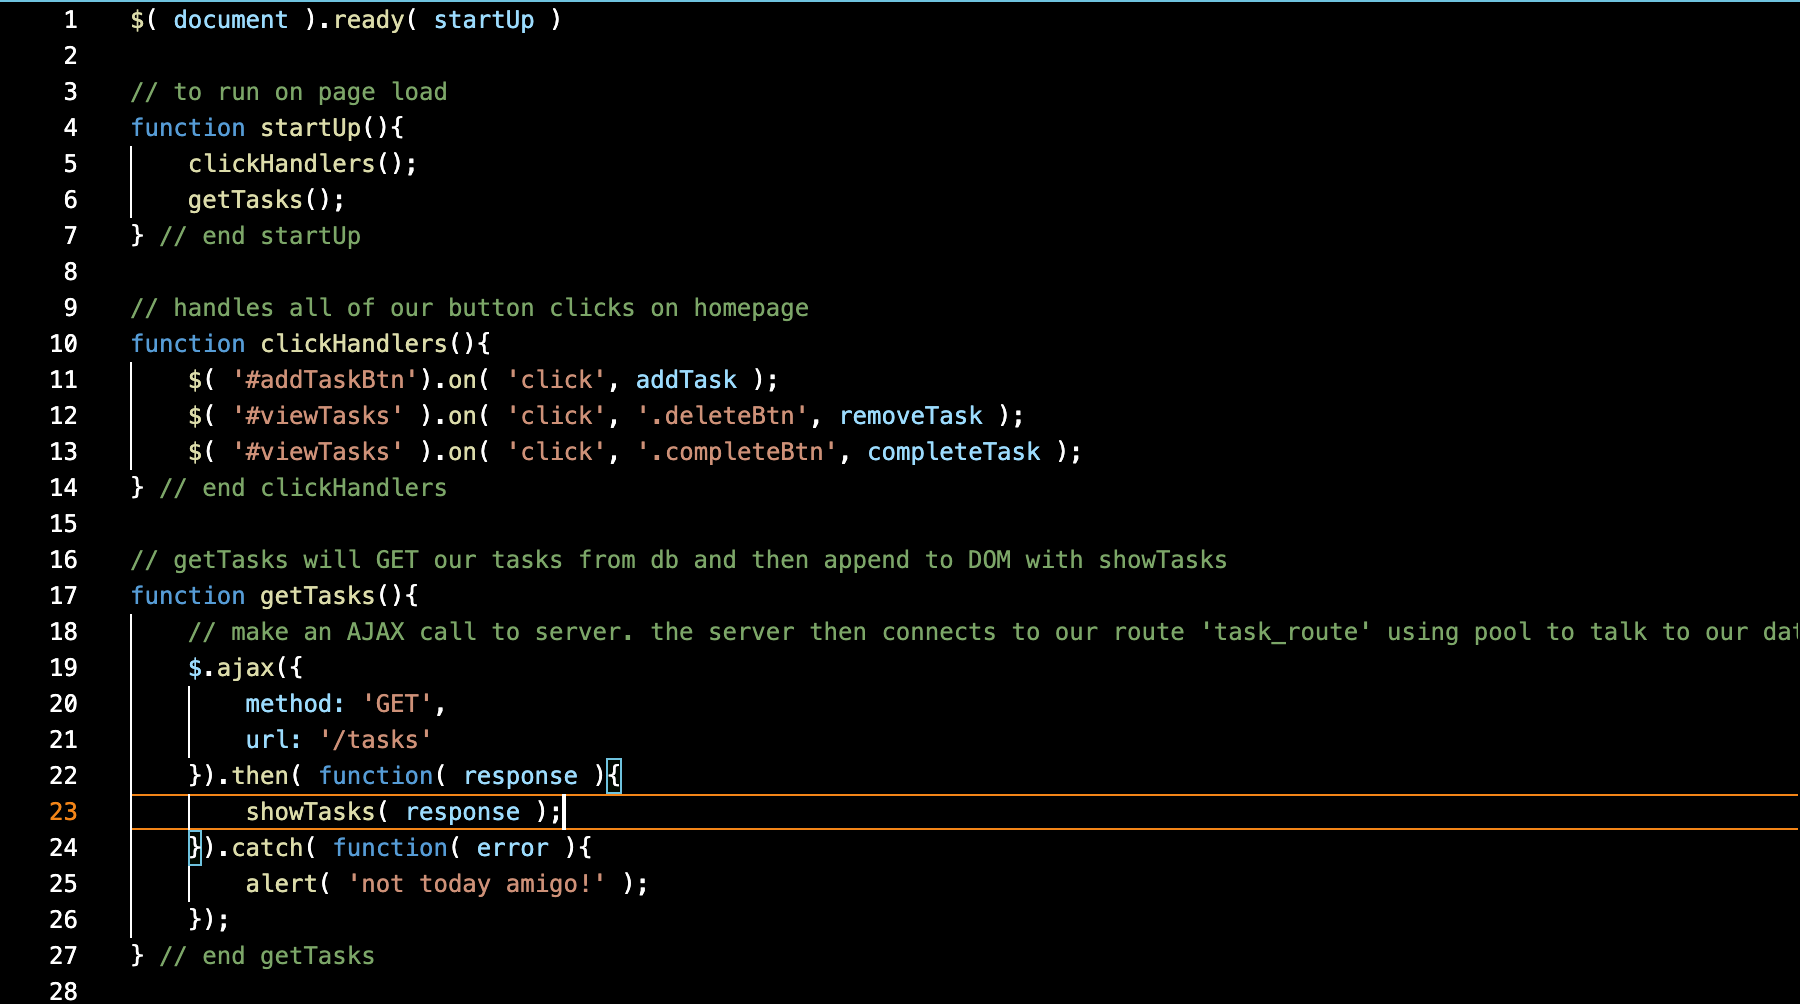 1 $( document ).ready( startUp )
2
3 // to run on page load
4 function startUp(){
5     clickHandlers();
6     getTasks();
7 } // end startUp
8
9 // handles all of our button clicks on homepage
10 function clickHandlers(){
11     $( '#addTaskBtn').on( 'click', addTask );
12     $( '#viewTasks' ).on( 'click', '.deleteBtn', removeTask );
13     $( '#viewTasks' ).on( 'click', '.completeBtn', completeTask );
14 } // end clickHandlers
15
16 // getTasks will GET our tasks from db and then append to DOM with showTasks
17 function getTasks(){
18     // make an AJAX call to server. the server then connects to our route 'task_route' using pool to talk to our
19     $.ajax({
20         method: 'GET',
21         url: '/tasks'
22     }).then( function( response ){
23         showTasks( response );
24     }).catch( function( error ){
25         alert( 'not today amigo!' );
26     });
27 } // end getTasks
28